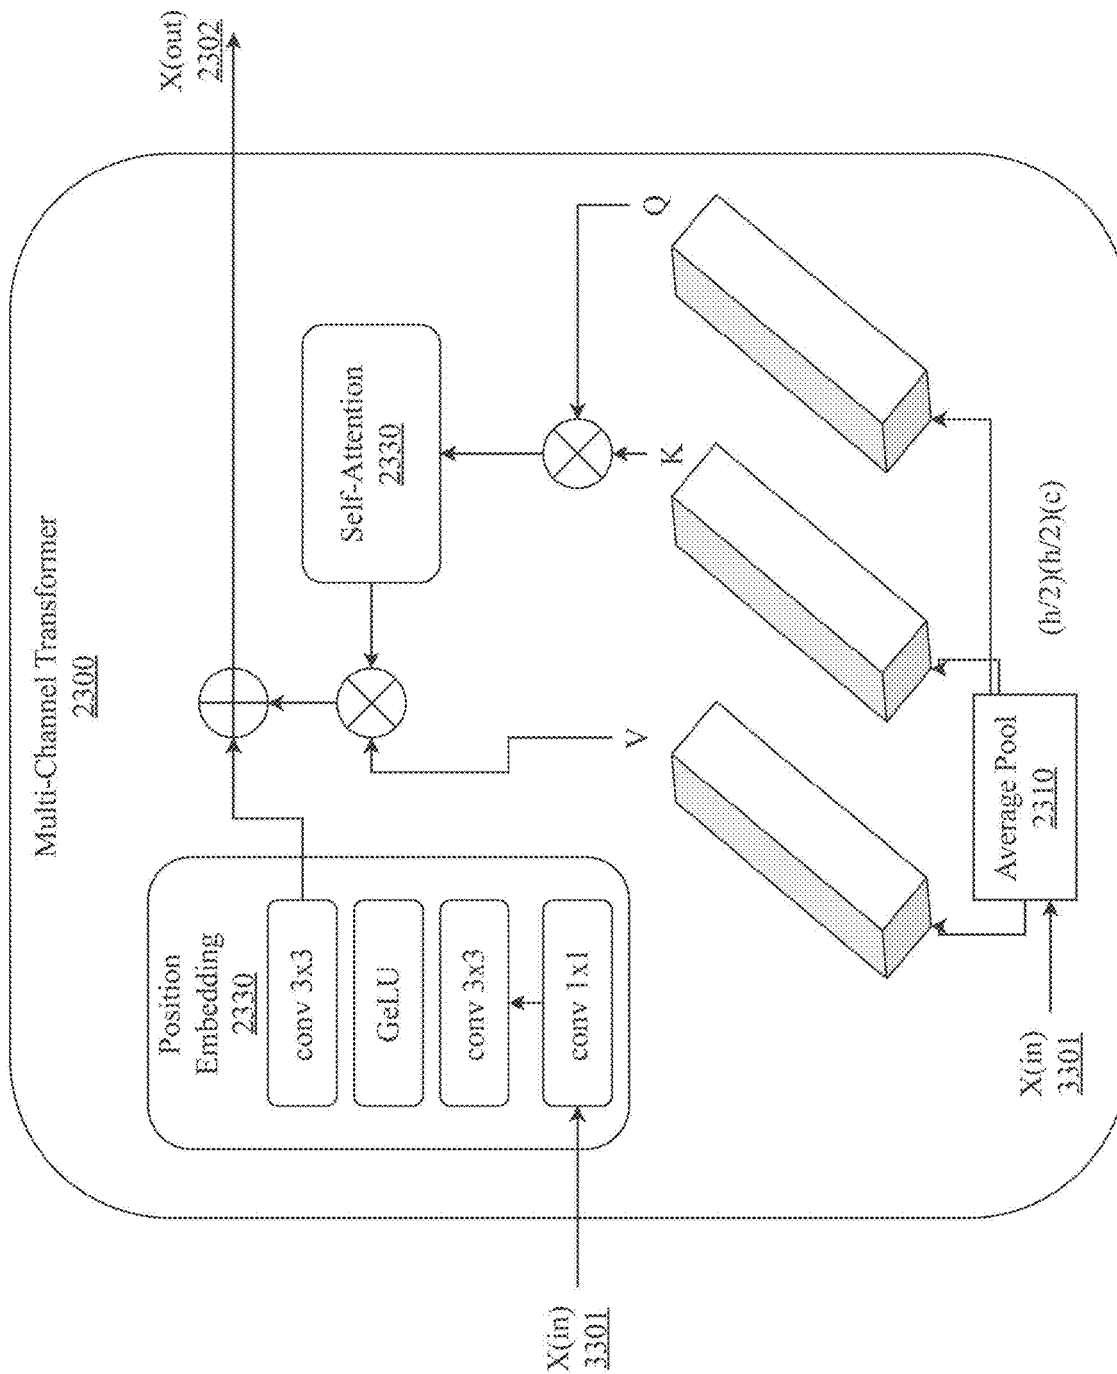 Multi-Channel Transformer
2300
X(out)
2302
Position
Embedding
2330
conv 3x3
GeLU
conv 3x3
conv 1x1
X(in)
3301
Self-Attention
2330
V
K
Q
Average Pool
2310
(h/2)(h/2)(c)
X(in)
3301